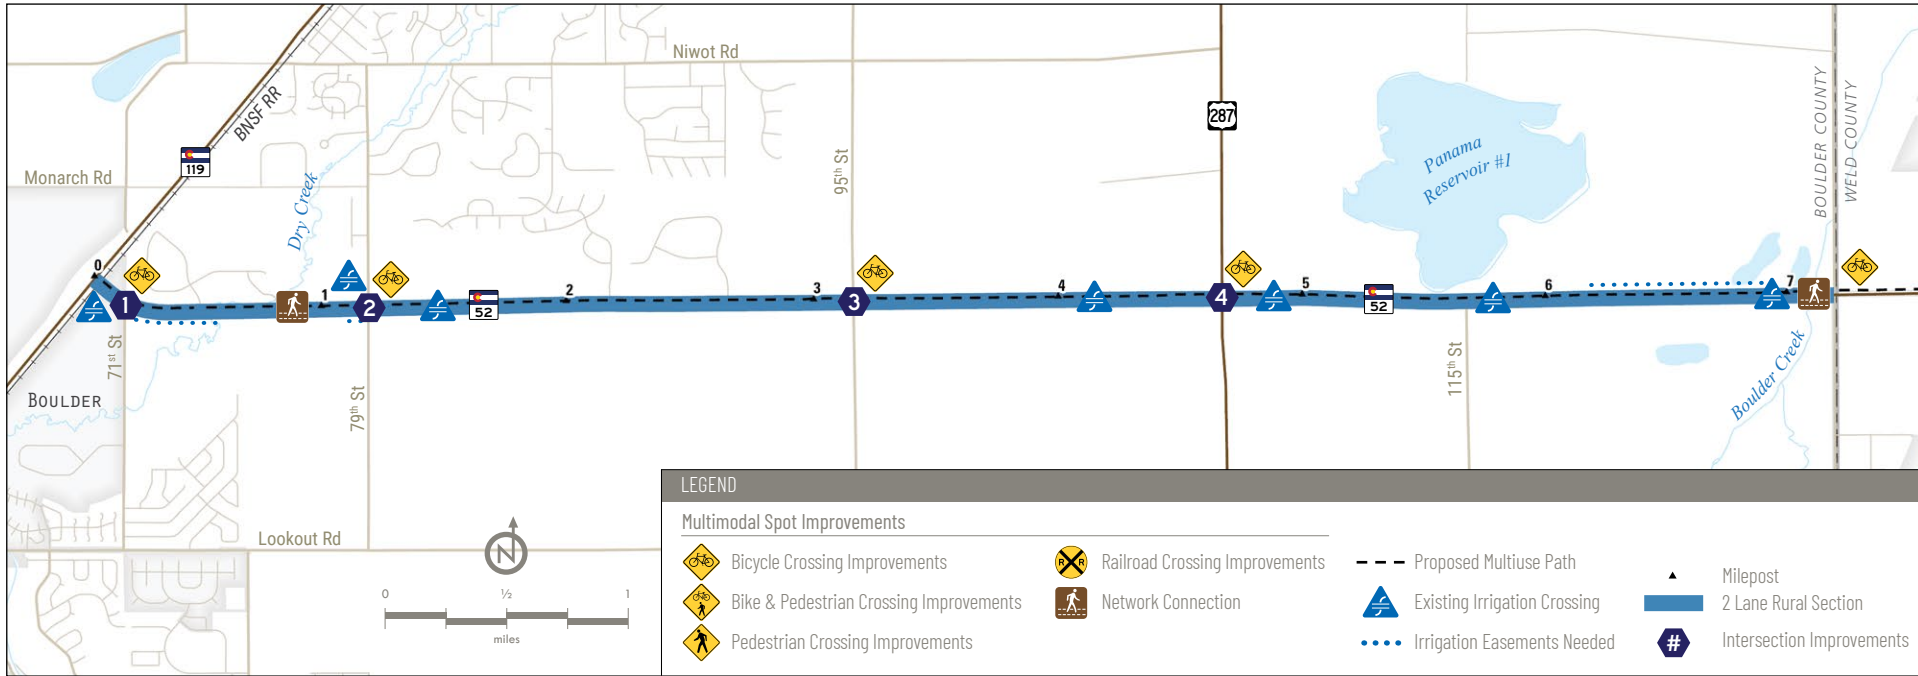 Niwot Rd
BNSF RR
119
Monarch Rd
Dry Creek
95th St
287
Panama
Reservoir #1
BOULDER COUNTY
WELD COUNTY
0
1
2
3
4
5
6
7
1
2
3
4
52
52
71st St
79th St
115th St
Boulder Creek
BOULDER
Lookout Rd
N
0
½
1
miles
LEGEND
Multimodal Spot Improvements
Bicycle Crossing Improvements
Bike & Pedestrian Crossing Improvements
Pedestrian Crossing Improvements
R R
Railroad Crossing Improvements
Network Connection
Proposed Multiuse Path
Existing Irrigation Crossing
Irrigation Easements Needed
Milepost
2 Lane Rural Section
#
Intersection Improvements